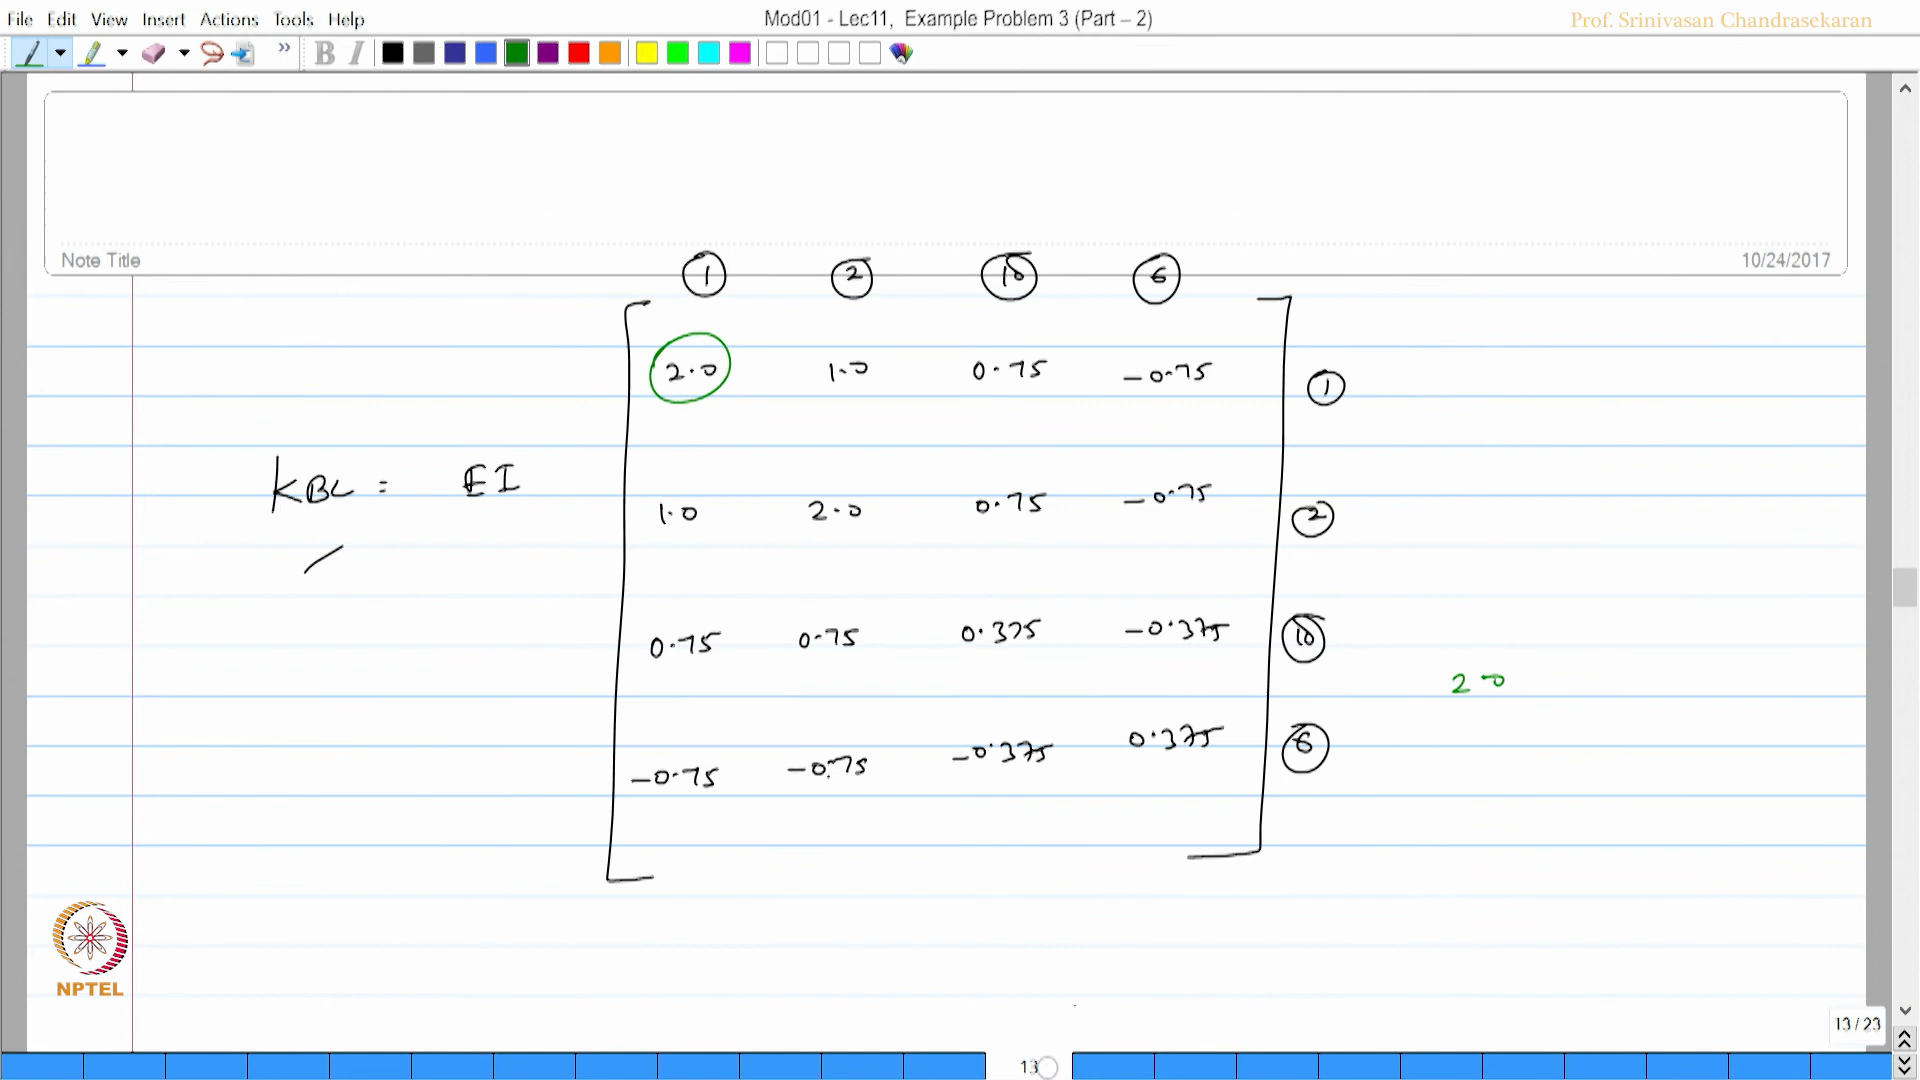 File Edit View Insert Actions Tools Help
Mod01 - Lec11, Example Problem 3 (Part – 2)
Prof. Srinivasan Chandrasekaran
B I
Note Title
10/24/2017
1 2 10 6
2.0 1.0 0.75 -0.75 1
KBC = EI
1.0 2.0 0.75 -0.75 2
0.75 0.75 0.375 -0.375 10
2 0
-0.75 -0.75 -0.375 0.375 6
NPTEL
13 / 23
13